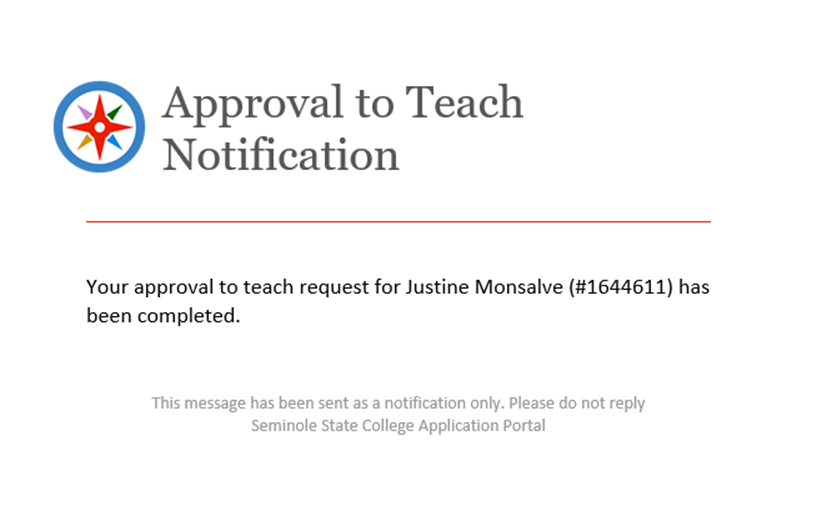 Approval to Teach
Notification
Your approval to teach request for Justine Monsalve (#1644611) has
been completed.
This message has been sent as a notification only. Please do not reply
Seminole State College Application Portal